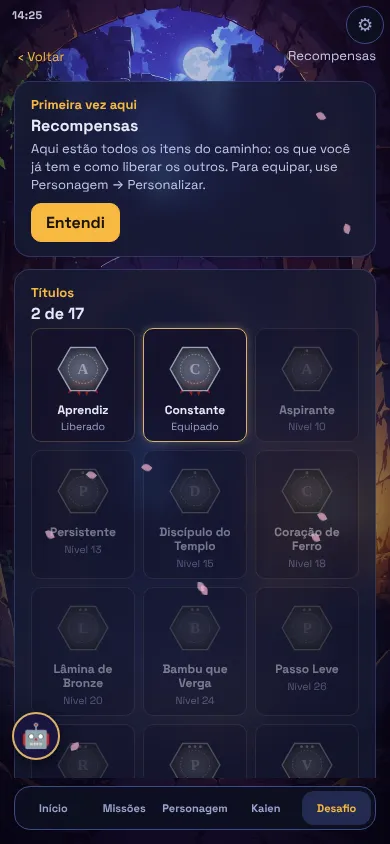 14:25
‹ Voltar
Recompensas
Primeira vez aqui
Recompensas
Aqui estão todos os itens do caminho: os que você
já tem e como liberar os outros. Para equipar, use
Personagem → Personalizar.
Entendi
Títulos
2 de 17
A
C
A
Aprendiz
Constante
Aspirante
Liberado
Equipado
Nível 10
P
D
C
Persistente
Discípulo do
Templo
Coração de
Ferro
Nível 13
Nível 15
Nível 18
L
B
P
Lâmina de
Bronze
Bambu que
Verga
Passo Leve
Nível 20
Nível 24
Nível 26
R
P
V
Início
Missões
Personagem
Kaien
Desafio